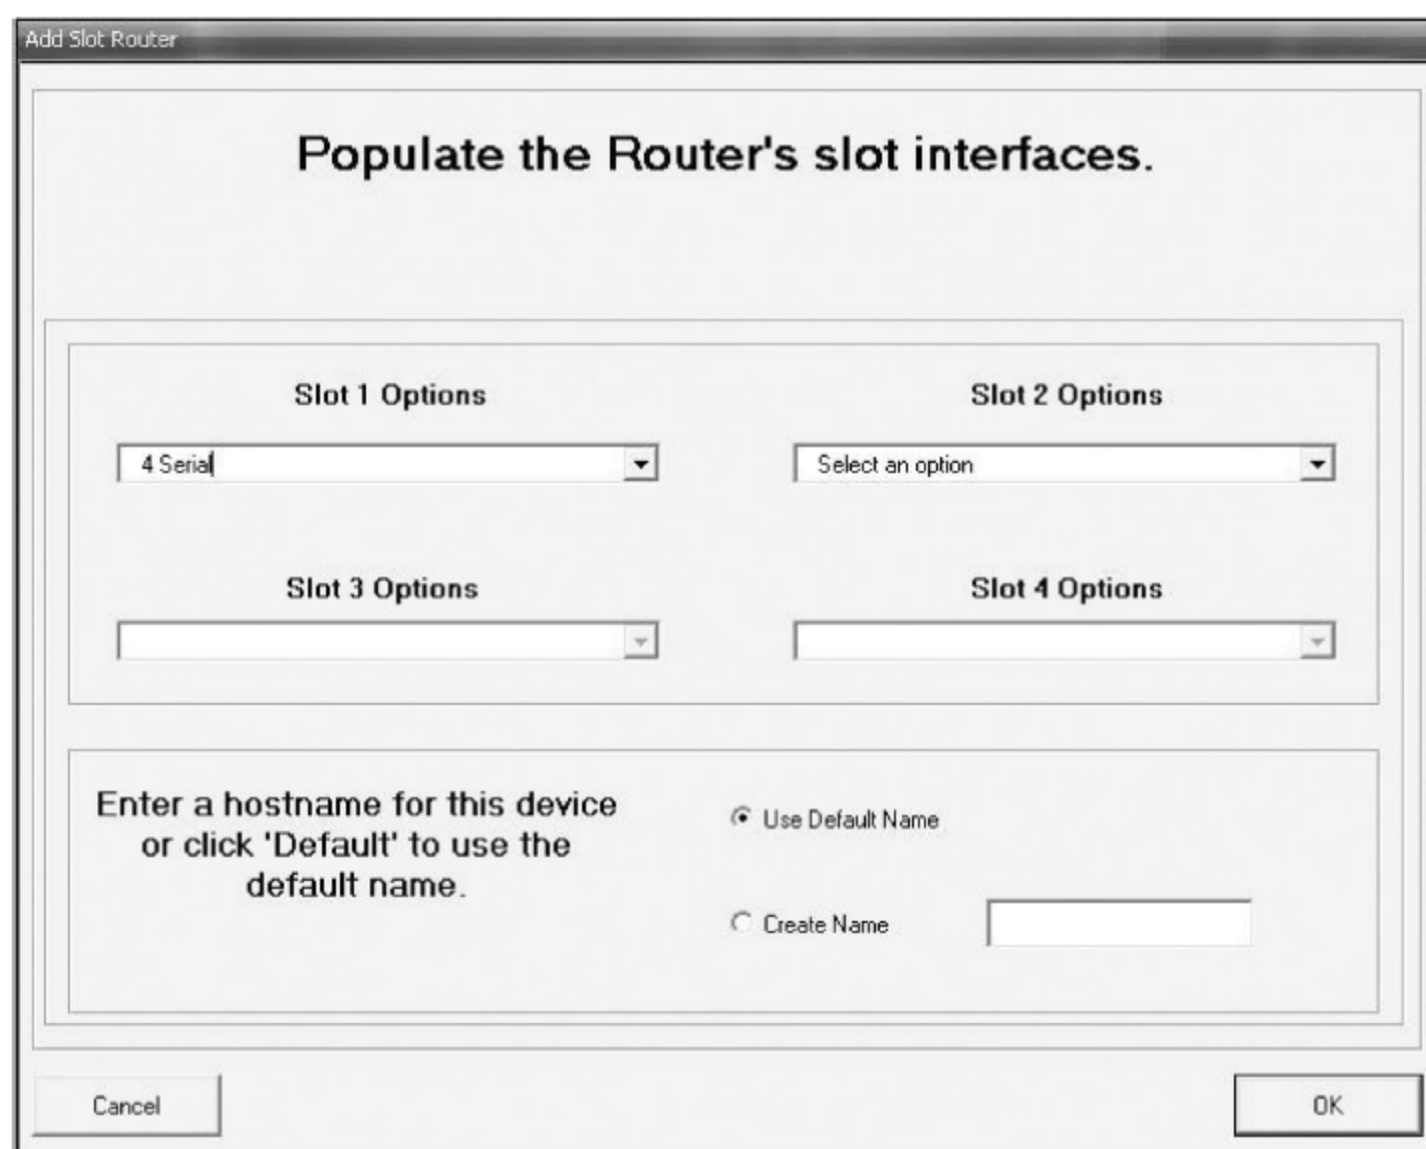 Add Slot Router
Populate the Router's slot interfaces.
Slot 1 Options
Slot 2 Options
4 Serial
Select an option
Slot 3 Options
Slot 4 Options
Enter a hostname for this device
or click 'Default' to use the
default name.
Use Default Name
Create Name
Cancel
OK